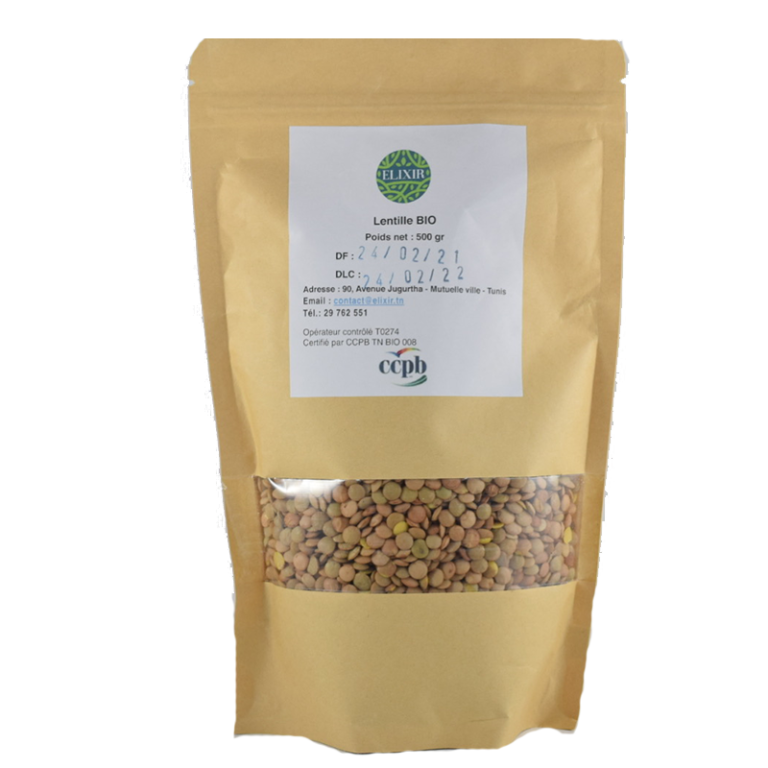 ELIXIR
Lentille BIO
Poids net : 500 gr
DF : 24/02/21
DLC : 24/02/22
Adresse : 90, Avenue Jugurtha - Mutuelle ville - Tunis
Email : contact@elixir.tn
Tél.: 29 762 551
Opérateur contrôlé T0274
Certifié par CCPB TN BIO 008
ccpb